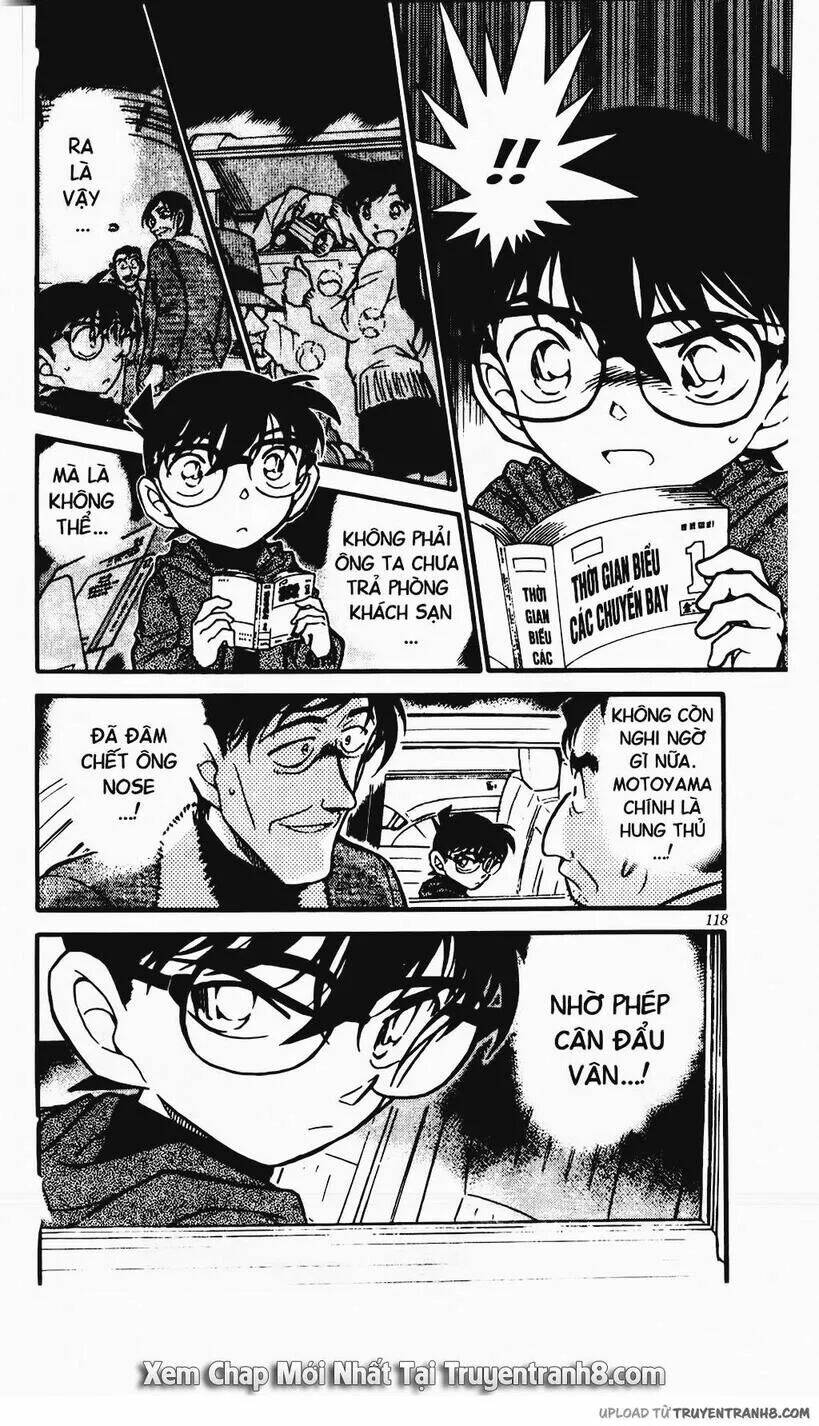 !!
THỜI GIAN BIỂU
CÁC CHUYẾN BAY
1
THỜI
GIAN
BIỂU
CÁC
RA
LÀ
VẬY
...
KHÔNG PHẢI
ÔNG TA CHƯA
TRẢ PHÒNG
KHÁCH SẠN
...
MÀ LÀ
KHÔNG
THỂ...
KHÔNG CÒN
NGHI NGỜ
GÌ NỮA.
MOTOYAMA
CHÍNH LÀ
HUNG THỦ
...!
ĐÃ ĐÂM
CHẾT ÔNG
NOSE
...!
118
NHỜ PHÉP
CÂN ĐẨU
VÂN...!
Xem Chap Mới Nhất Tại Truyentranh8.com
UPLOAD TỪ TRUYENTRANH8.COM